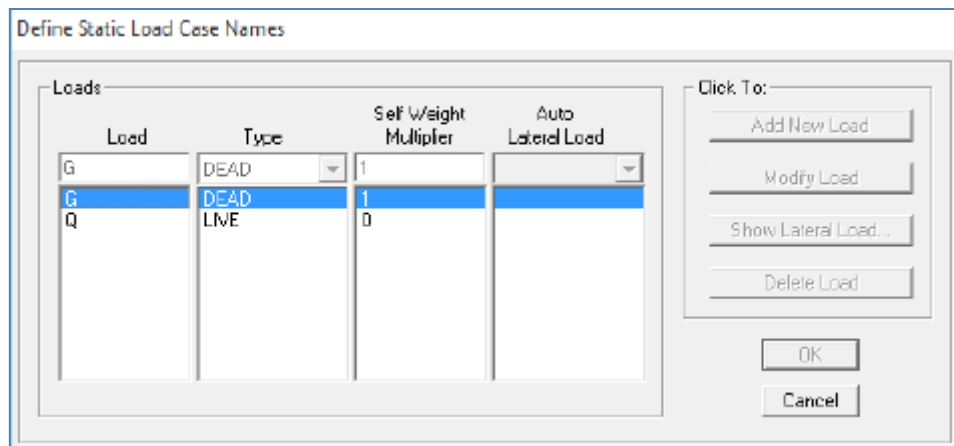 Define Static Load Case Names
Loads
Click To:
Load
Type
Self Weight
Multiplier
Auto
Lateral Load
G
DEAD
1
G
DEAD
1
Q
LIVE
0
Add New Load
Modify Load
Show Lateral Load...
Delete Load
OK
Cancel